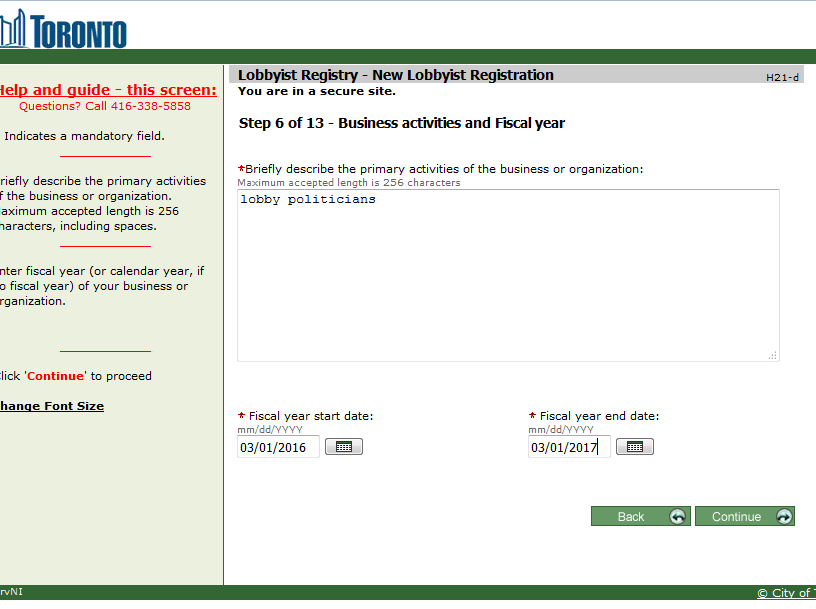 TORONTO
Help and guide - this screen:
Questions? Call 416-338-5858
Indicates a mandatory field.
riefly describe the primary activities
f the business or organization.
aximum accepted length is 256
haracters, including spaces.
nter fiscal year (or calendar year, if
o fiscal year) of your business or
rganization.
lick 'Continue' to proceed
hange Font Size
Lobbyist Registry - New Lobbyist Registration
H21-d
You are in a secure site.
Step 6 of 13 - Business activities and Fiscal year
*Briefly describe the primary activities of the business or organization:
Maximum accepted length is 256 characters
lobby politicians
* Fiscal year start date:
mm/dd/YYYY
03/01/2016
* Fiscal year end date:
mm/dd/YYYY
03/01/2017
Back
Continue
rvNI
© City of T